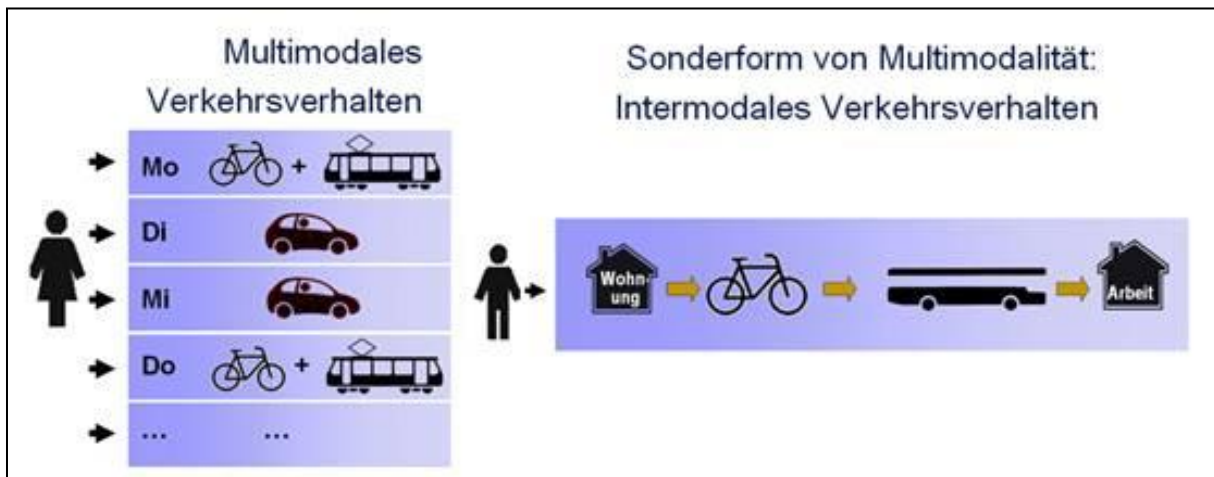 Multimodales
Verkehrsverhalten
Mo +
Di
Mi
Do +
... ...
Sonderform von Multimodalität:
Intermodales Verkehrsverhalten
Wohn-
ung
Arbeit